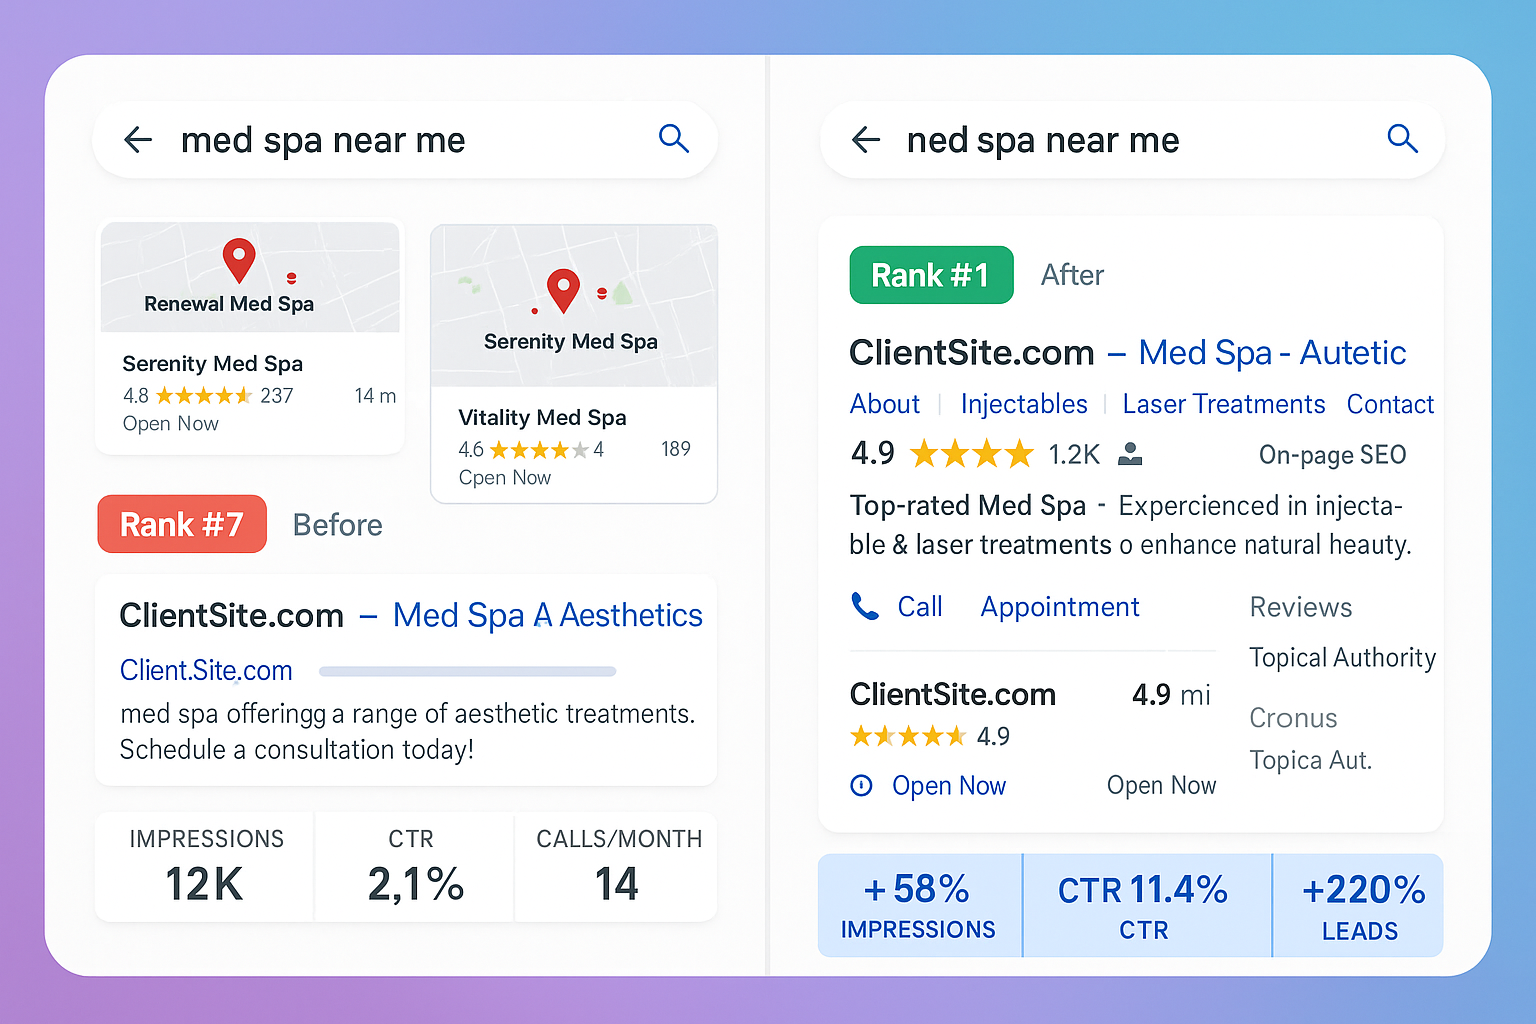 med spa near me
Renewal Med Spa
Serenity Med Spa
4.8 237 14 m
Open Now
Serenity Med Spa
Vitality Med Spa
4.6 4 189
Cpen Now
Rank #7 Before
ClientSite.com – Med Spa A Aesthetics
Client.Site.com
med spa offeringg a range of aesthetic treatments.
Schedule a consultation today!
IMPRESSIONS
12K
CTR
2,1%
CALLS/MONTH
14
ned spa near me
Rank #1 After
ClientSite.com – Med Spa - Autetic
About | Injectables | Laser Treatments Contact
4.9 1.2K On-page SEO
Top-rated Med Spa - Expercienced in injecta-
ble & laser treatments o enhance natural heauty.
Call Appointment
Reviews
Topical Authority
Cronus
Topica Aut.
ClientSite.com 4.9 mi
4.9
Open Now Open Now
+58%
IMPRESSIONS
CTR 11.4%
CTR
+220%
LEADS